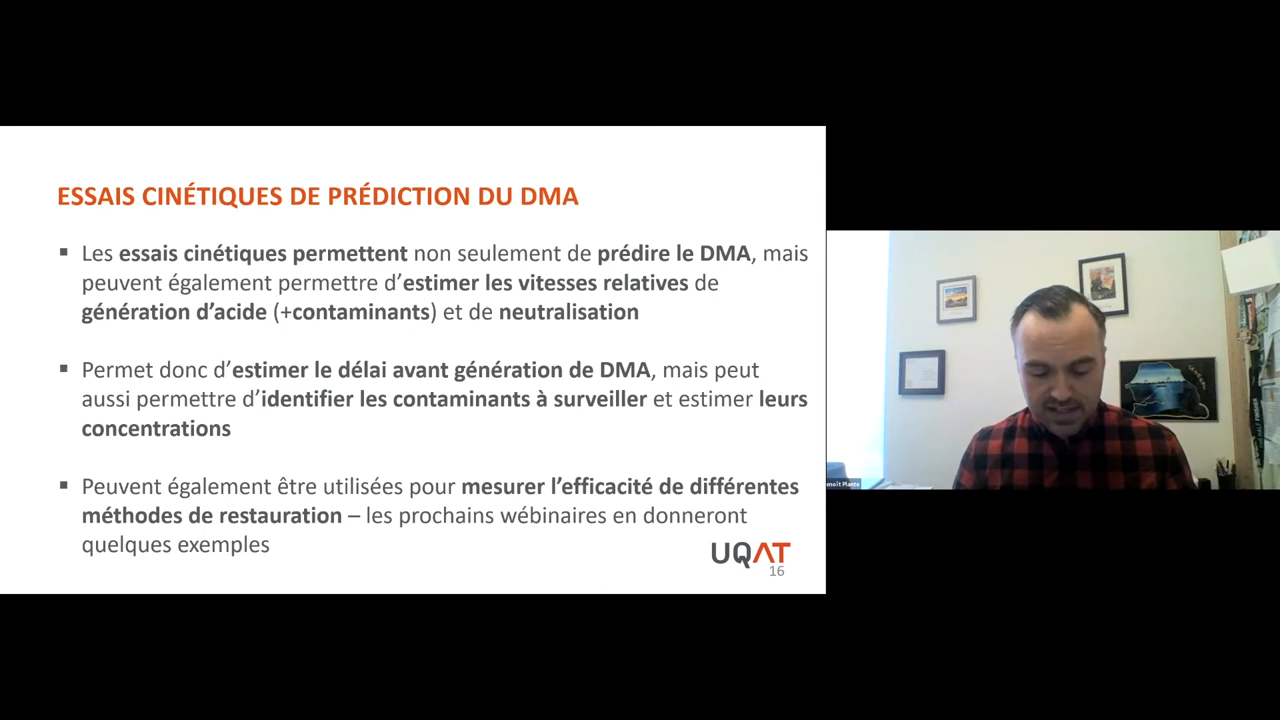 ESSAIS CINÉTIQUES DE PRÉDICTION DU DMA
▪ Les essais cinétiques permettent non seulement de prédire le DMA, mais
peuvent également permettre d’estimer les vitesses relatives de
génération d’acide (+contaminants) et de neutralisation
▪ Permet donc d’estimer le délai avant génération de DMA, mais peut
aussi permettre d’identifier les contaminants à surveiller et estimer leurs
concentrations
▪ Peuvent également être utilisées pour mesurer l’efficacité de différentes
méthodes de restauration – les prochains wébinaires en donneront
quelques exemples
UQAT
16
enoît Plante